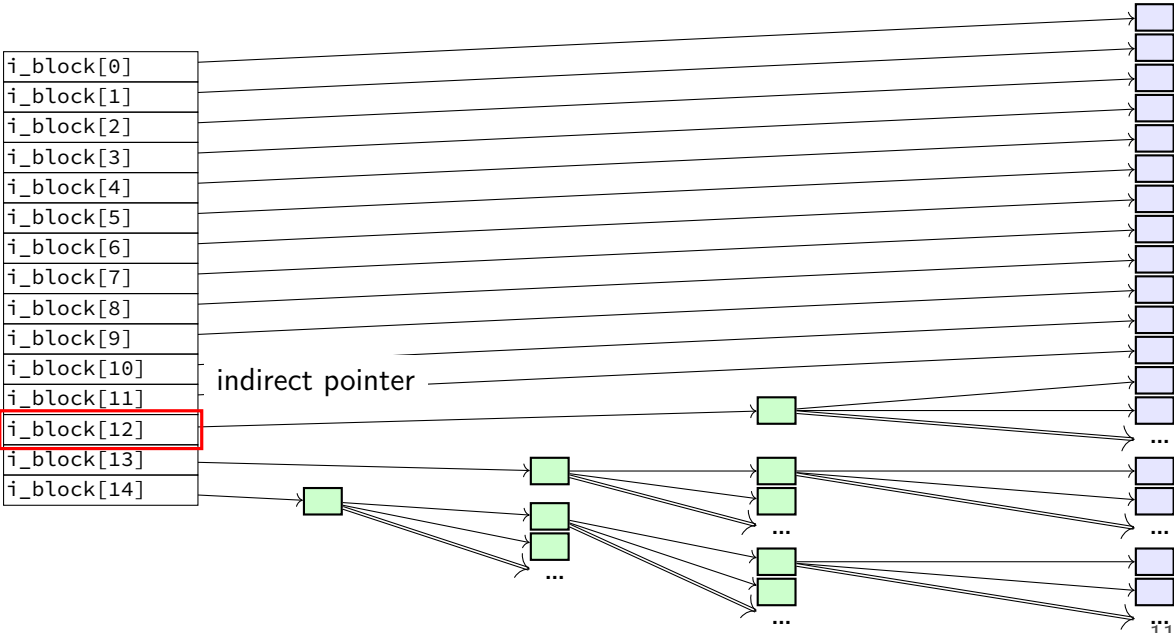 i_block[0]
i_block[1]
i_block[2]
i_block[3]
i_block[4]
i_block[5]
i_block[6]
i_block[7]
i_block[8]
i_block[9]
i_block[10]
indirect pointer
i_block[11]
i_block[12]
...
i_block[13]
i_block[14]
...
...
...
...
...
11